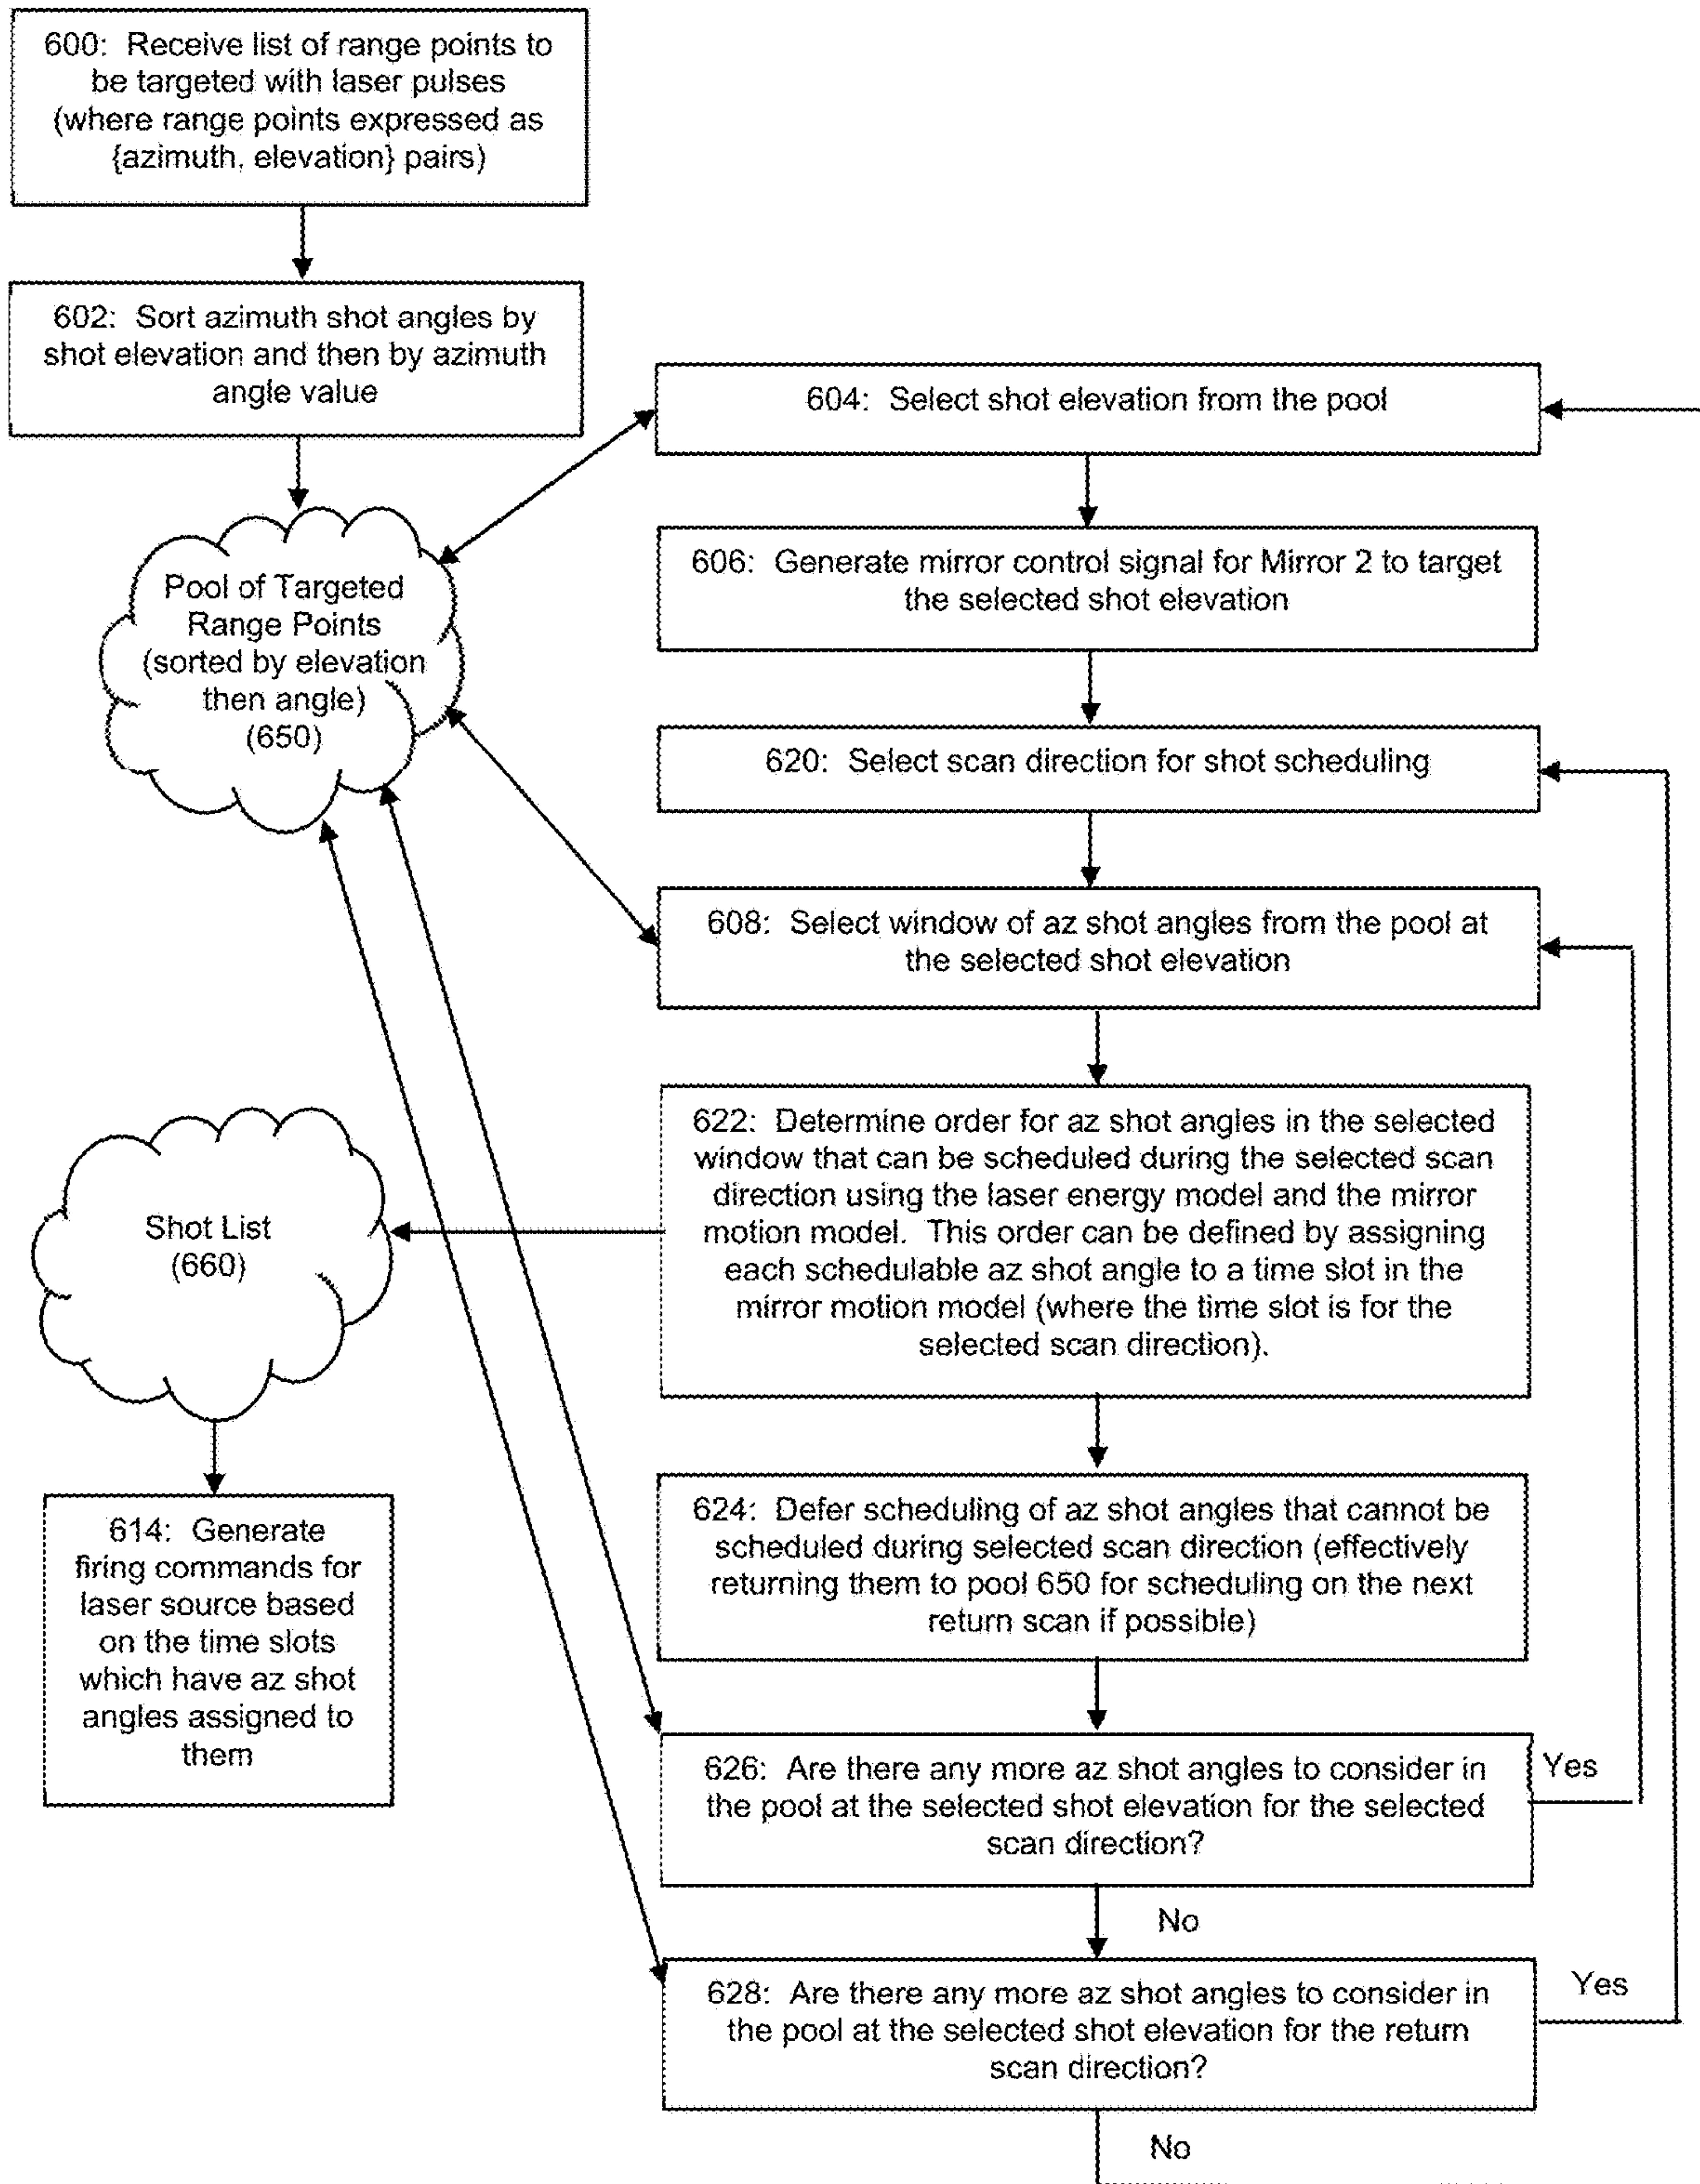 600: Receive list of range points to
be targeted with laser pulses
(where range points expressed as
{azimuth, elevation} pairs)
602: Sort azimuth shot angles by
shot elevation and then by azimuth
angle value
604: Select shot elevation from the pool
606: Generate mirror control signal for Mirror 2 to target
the selected shot elevation
Pool of Targeted
Range Points
(sorted by elevation
then angle)
(650)
620: Select scan direction for shot scheduling
608: Select window of az shot angles from the pool at
the selected shot elevation
622: Determine order for az shot angles in the selected
window that can be scheduled during the selected scan
direction using the laser energy model and the mirror
motion model. This order can be defined by assigning
each schedulable az shot angle to a time slot in the
mirror motion model (where the time slot is for the
selected scan direction).
Shot List
(660)
614: Generate
firing commands for
laser source based
on the time slots
which have az shot
angles assigned to
them
624: Defer scheduling of az shot angles that cannot be
scheduled during selected scan direction (effectively
returning them to pool 650 for scheduling on the next
return scan if possible)
626: Are there any more az shot angles to consider in
the pool at the selected shot elevation for the selected
scan direction?
Yes
No
628: Are there any more az shot angles to consider in
the pool at the selected shot elevation for the return
scan direction?
Yes
No